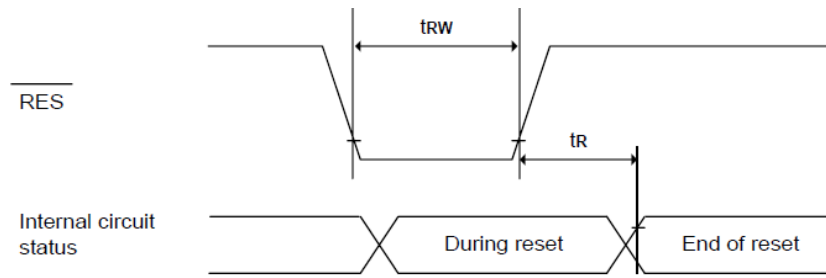 tRW
RES
tR
Internal circuit
status
During reset
End of reset